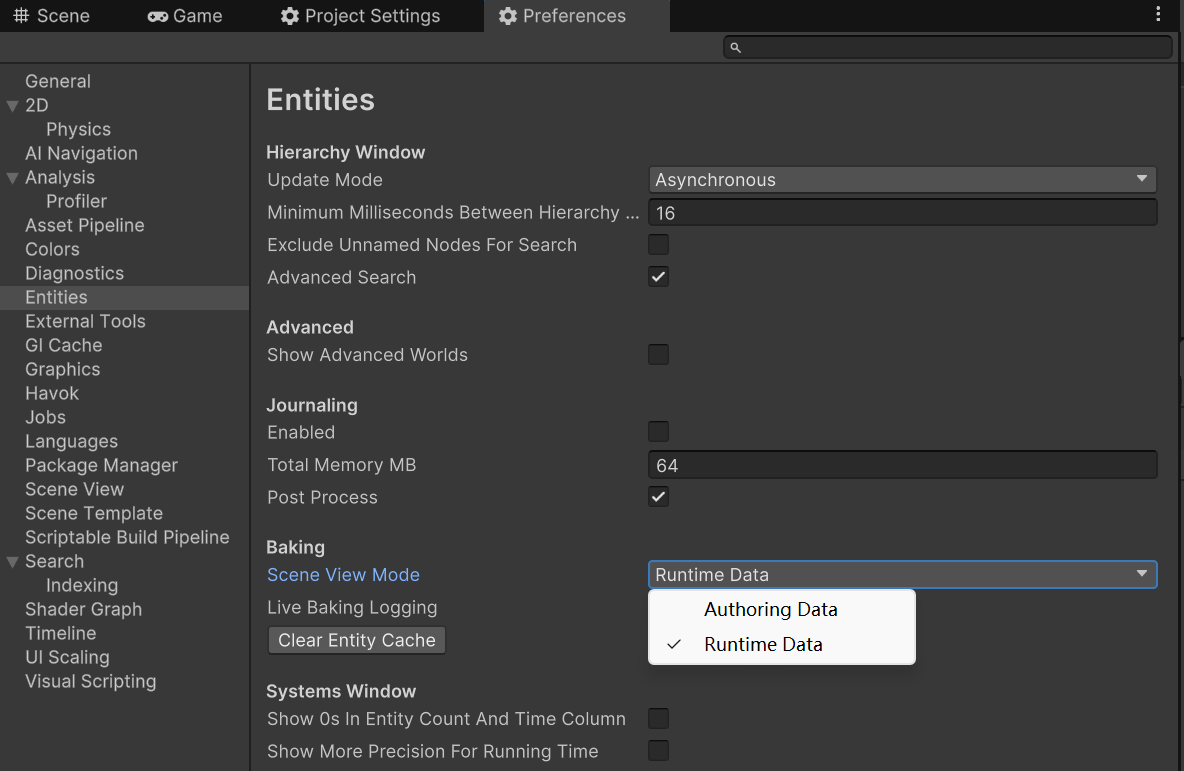 Scene Game Project Settings Preferences
General
2D
Physics
AI Navigation
Analysis
Profiler
Asset Pipeline
Colors
Diagnostics
Entities
External Tools
GI Cache
Graphics
Havok
Jobs
Languages
Package Manager
Scene View
Scene Template
Scriptable Build Pipeline
Search
Indexing
Shader Graph
Timeline
UI Scaling
Visual Scripting
Entities
Hierarchy Window
Update Mode Asynchronous
Minimum Milliseconds Between Hierarchy ... 16
Exclude Unnamed Nodes For Search
Advanced Search
Advanced
Show Advanced Worlds
Journaling
Enabled
Total Memory MB 64
Post Process
Baking
Scene View Mode Runtime Data
Live Baking Logging Authoring Data
Clear Entity Cache Runtime Data
Systems Window
Show 0s In Entity Count And Time Column
Show More Precision For Running Time